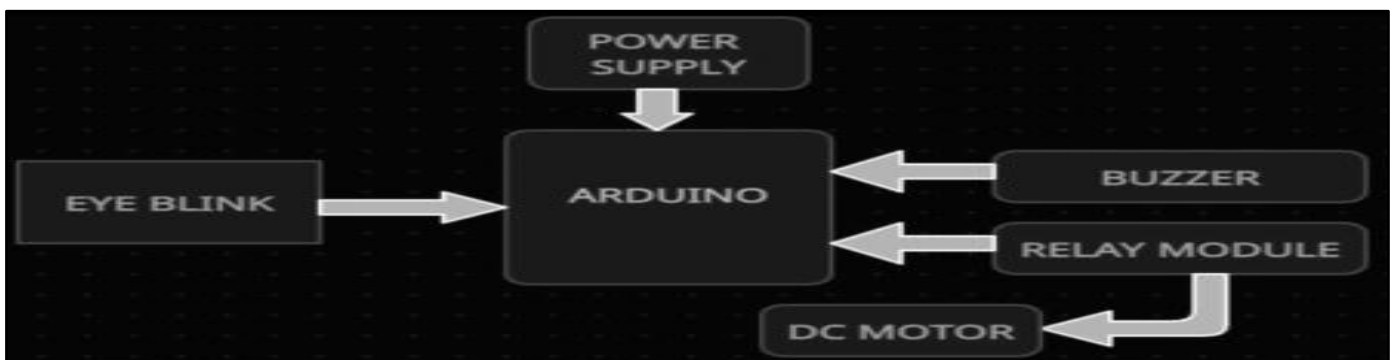 POWER
SUPPLY
EYE BLINK
ARDUINO
BUZZER
RELAY MODULE
DC MOTOR